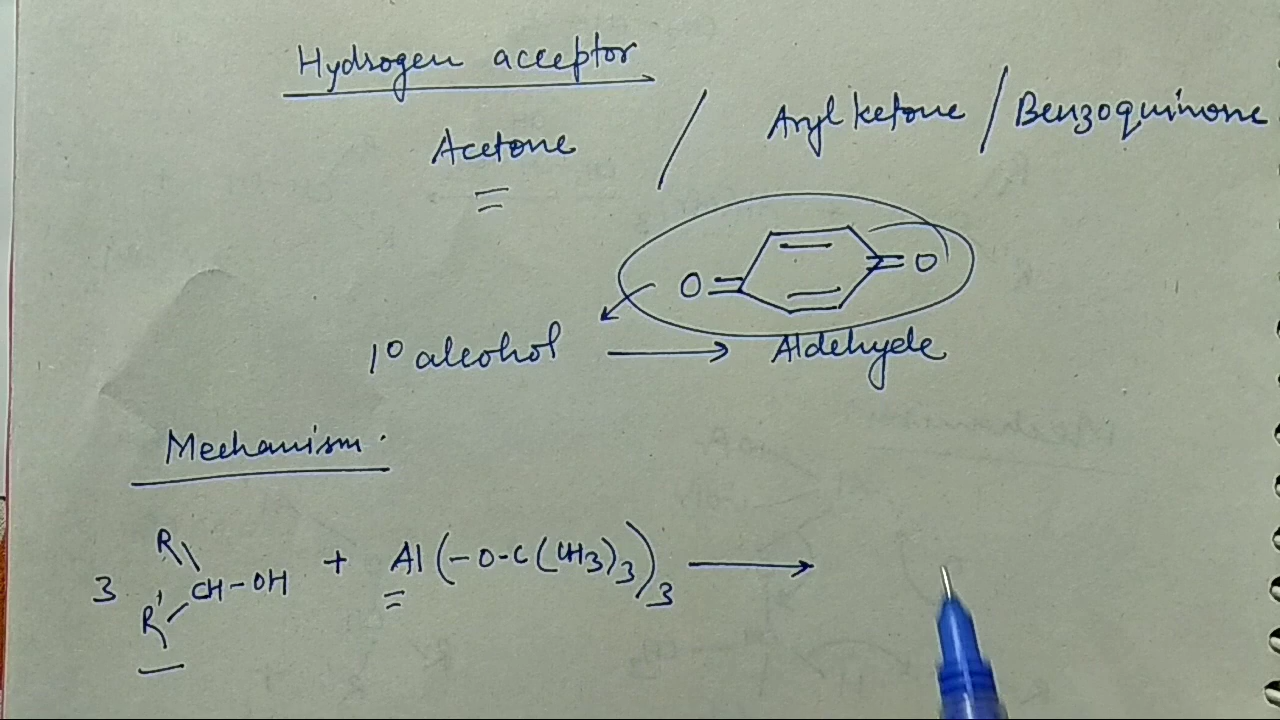 Hydrogen acceptor
Acetone / Aryl ketone / Benzoquinone
O = = O
1° alcohol → Aldehyde
Mechanism.
3 R R' CH-OH + Al(-O-C(CH3)3)3 →